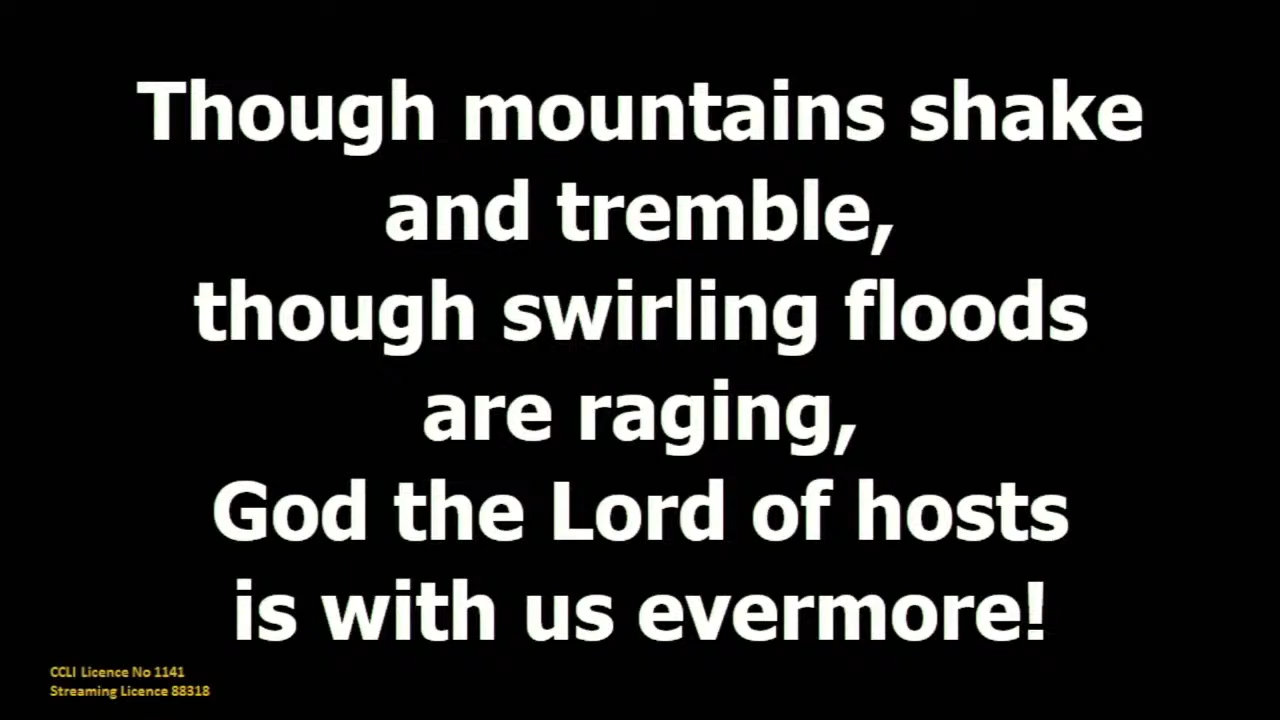 Though mountains shake
and tremble,
though swirling floods
are raging,
God the Lord of hosts
is with us evermore!
CCLI Licence No 1141
Streaming Licence 88318